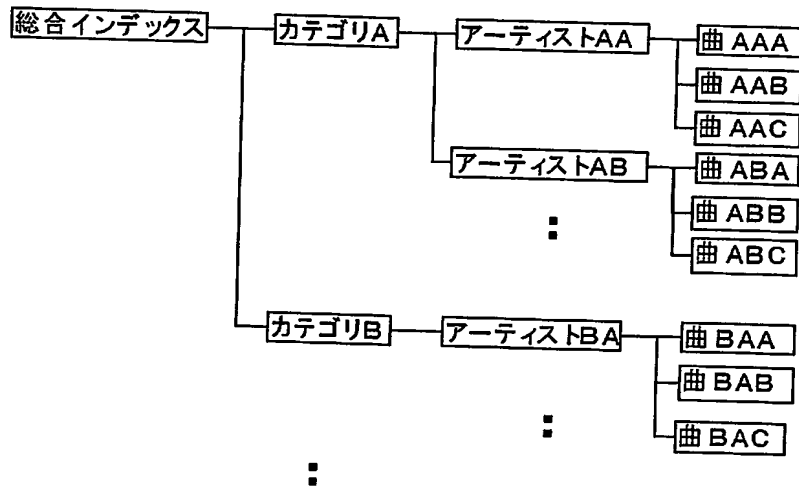 総合インデックス
カテゴリA
アーティストAA
曲 AAA
曲 AAB
曲 AAC
アーティストAB
曲 ABA
曲 ABB
曲 ABC
カテゴリB
アーティストBA
曲 BAA
曲 BAB
曲 BAC